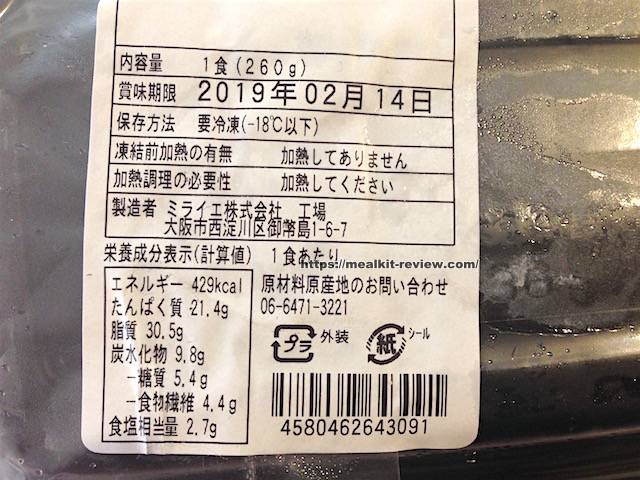 内容量 1食(260g)
賞味期限 2019年02月14日
保存方法 要冷凍(-18℃以下)
凍結前加熱の有無 加熱してありません
加熱調理の必要性 加熱してください
製造者 ミライエ株式会社 工場
大阪市西淀川区御幣島1-6-7
栄養成分表示(計算値) 1食あたり
https://mealkit-review.com/
エネルギー 429kcal
たんぱく質 21.4g
脂質 30.5g
炭水化物 9.8g
−糖質 5.4g
−食物繊維 4.4g
食塩相当量 2.7g
原材料原産地のお問い合わせ
06-6471-3221
プラ 外装
紙 シール
4580462643091